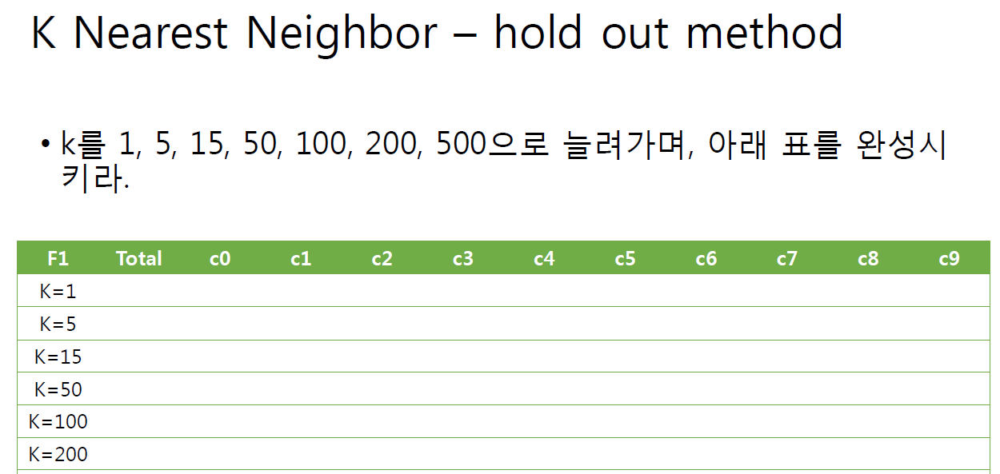 K Nearest Neighbor – hold out method
• k를 1, 5, 15, 50, 100, 200, 500으로 늘려가며, 아래 표를 완성시
키라.
F1 Total c0 c1 c2 c3 c4 c5 c6 c7 c8 c9
K=1
K=5
K=15
K=50
K=100
K=200